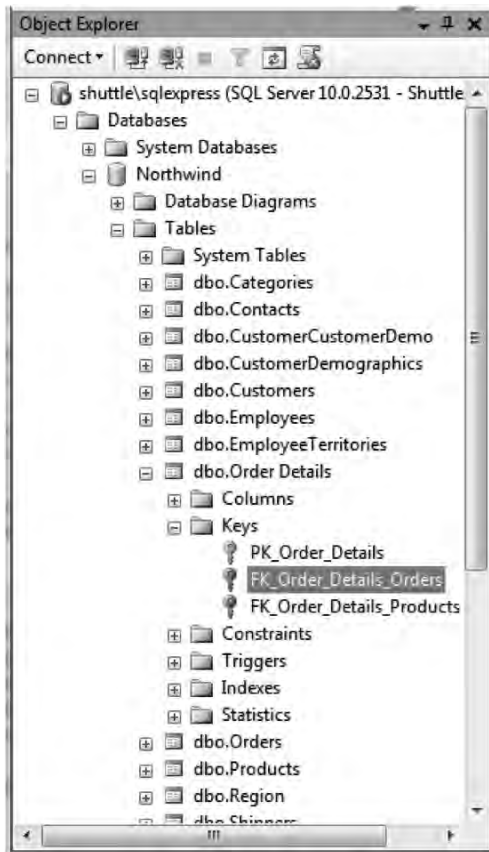 Object Explorer
Connect
shuttle\sqlexpress (SQL Server 10.0.2531 - Shuttle
Databases
System Databases
Northwind
Database Diagrams
Tables
System Tables
dbo.Categories
dbo.Contacts
dbo.CustomerCustomerDemo
dbo.CustomerDemographics
dbo.Customers
dbo.Employees
dbo.EmployeeTerritories
dbo.Order Details
Columns
Keys
PK_Order_Details
FK_Order_Details_Orders
FK_Order_Details_Products
Constraints
Triggers
Indexes
Statistics
dbo.Orders
dbo.Products
dbo.Region
dbo.Shippers